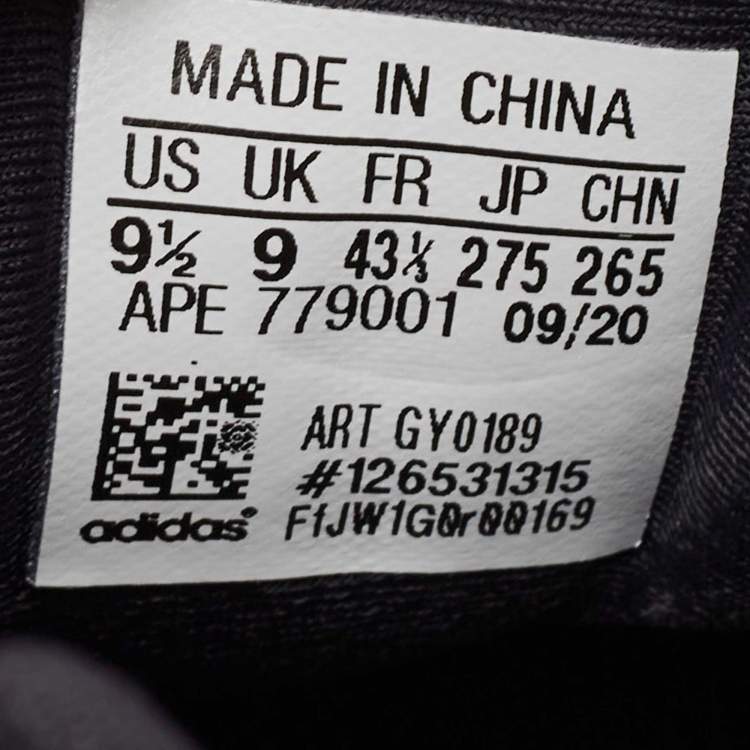 MADE IN CHINA
US UK FR JP CHN
9½ 9 43⅓ 275 265
APE 779001 09/20
ART GY0189
#126531315
FfJW1G0r00169
adidas